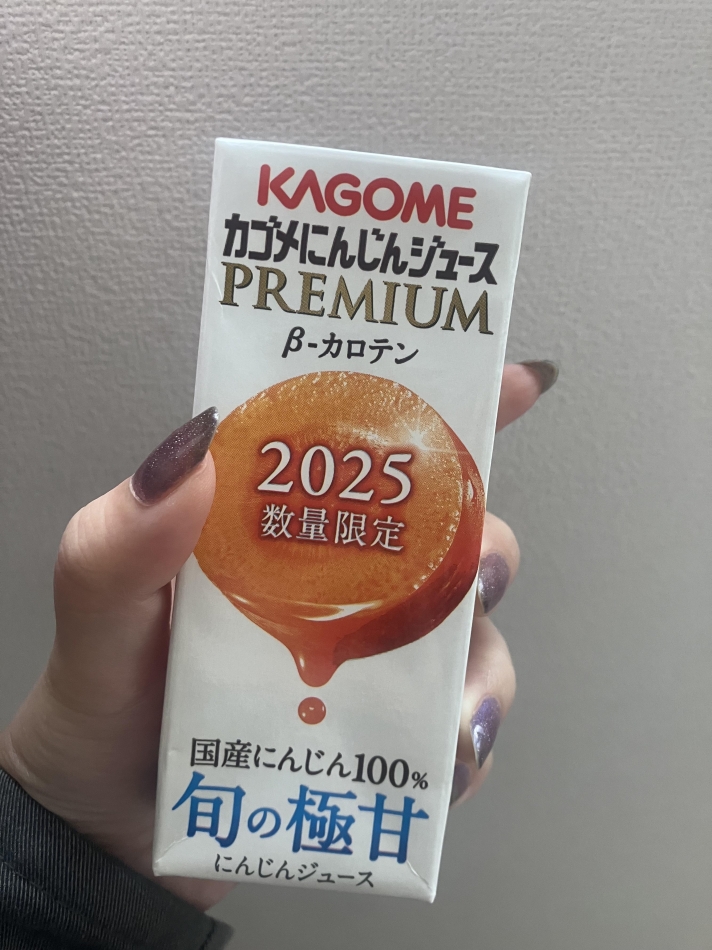 KAGOME
カゴメにんじんジュース
PREMIUM
β-カロテン
2025
数量限定
国産にんじん100%
旬の極甘
にんじんジュース